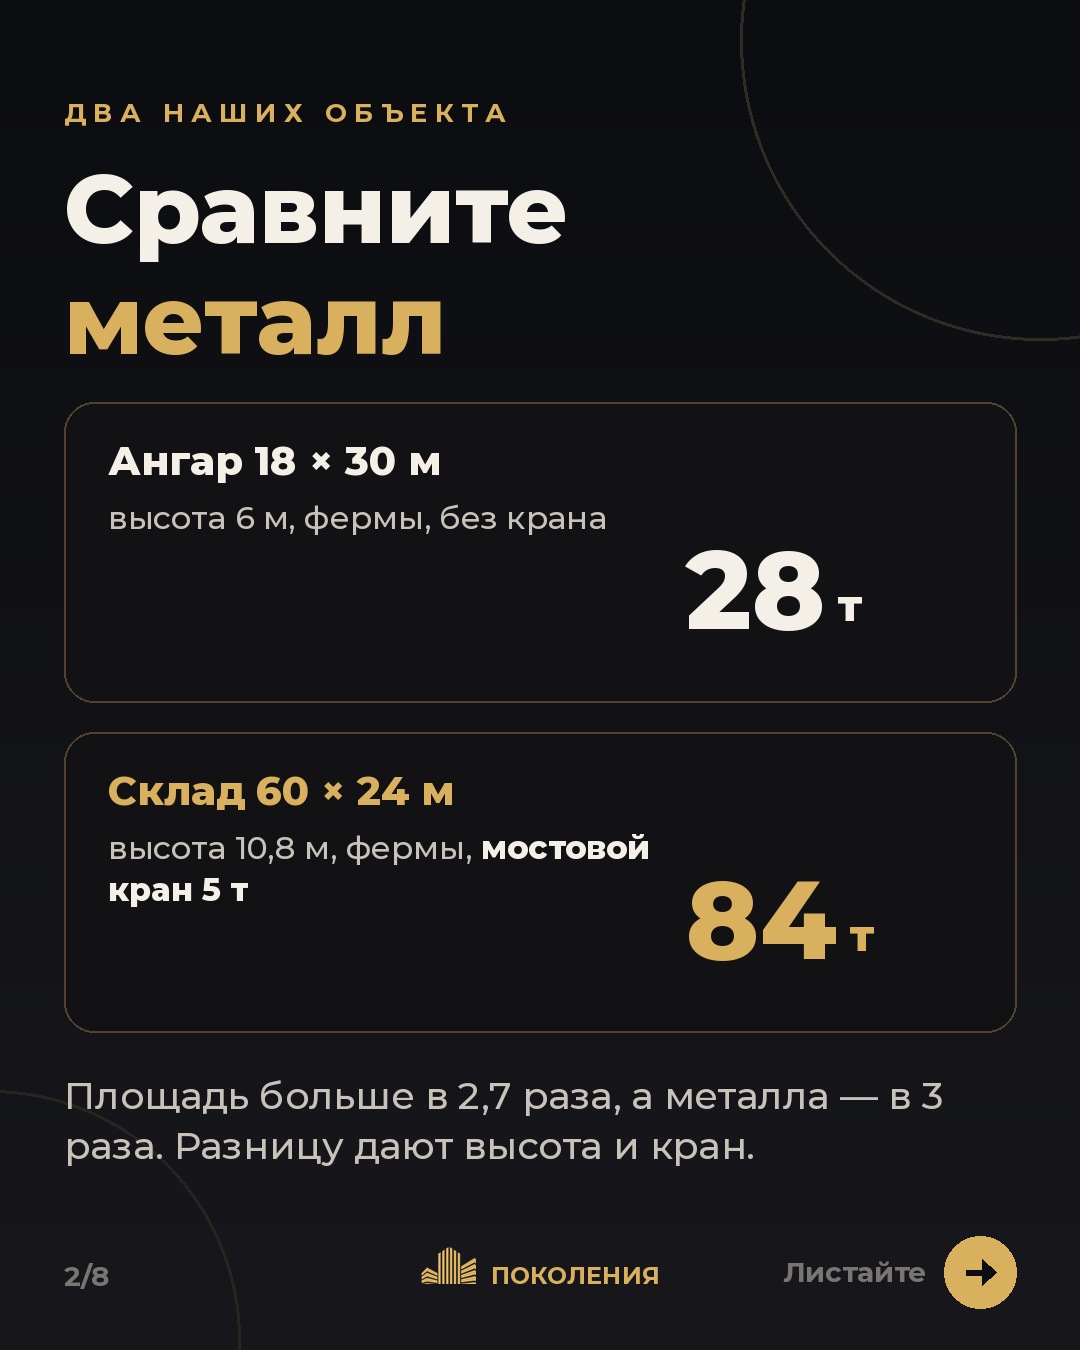 ДВА НАШИХ ОБЪЕКТА
Сравните
металл
Ангар 18 × 30 м
высота 6 м, фермы, без крана
28 т
Склад 60 × 24 м
высота 10,8 м, фермы, мостовой
кран 5 т
84 т
Площадь больше в 2,7 раза, а металла — в 3
раза. Разницу дают высота и кран.
2/8
ПОКОЛЕНИЯ
Листайте